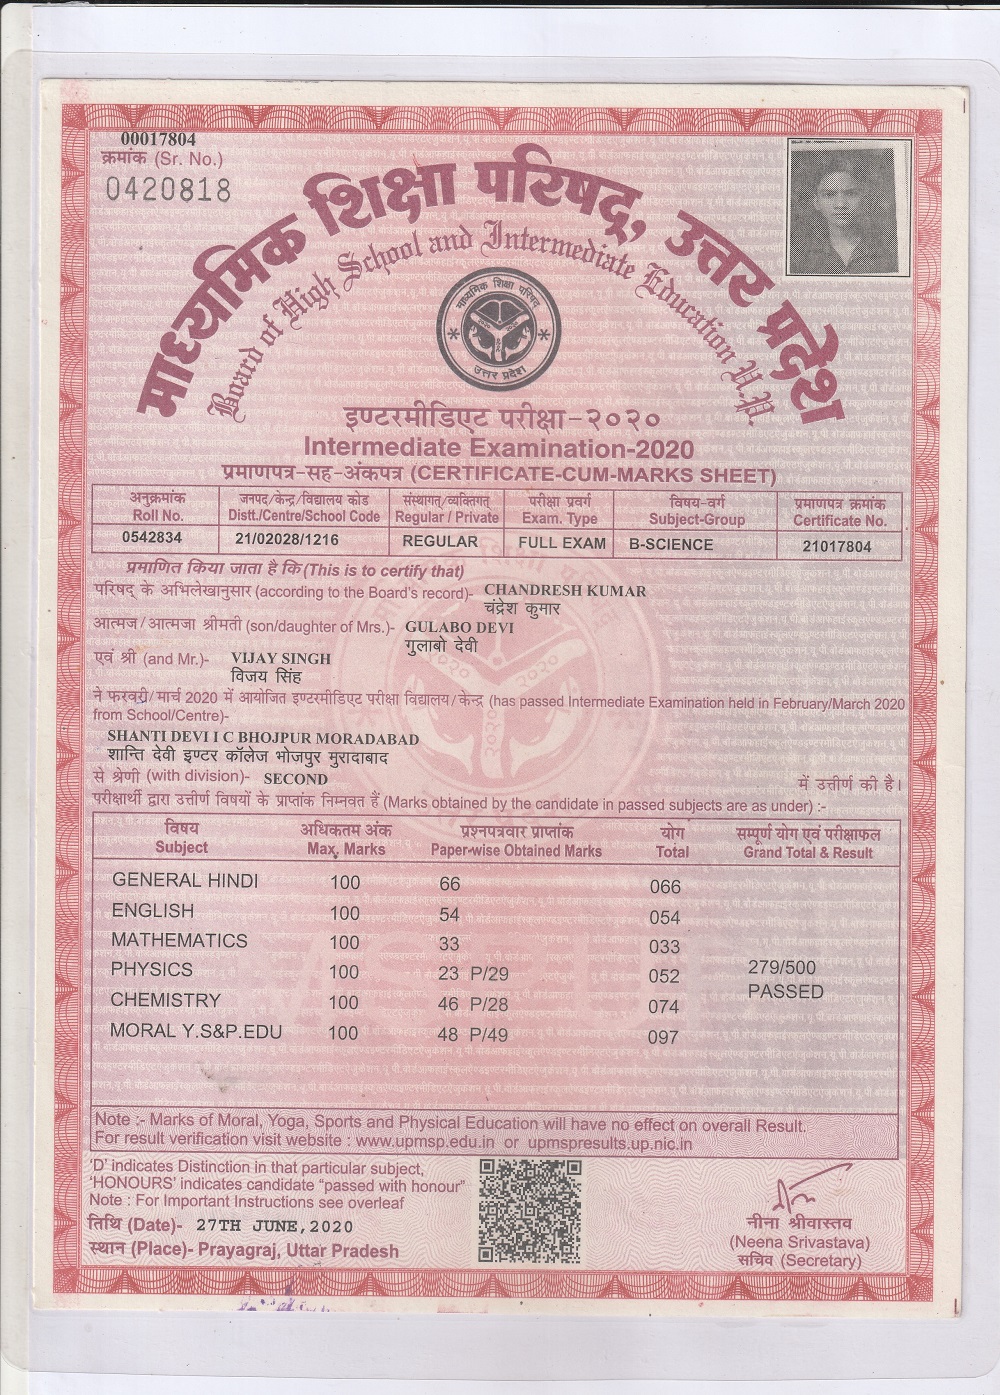 00017804
क्रमांक (Sr. No.)
0420818
माध्यमिक शिक्षा परिषद्, उत्तर प्रदेश
Board of High School and Intermediate Education U.P.
माध्यमिक शिक्षा परिषद
उत्तर प्रदेश
इण्टरमीडिएट परीक्षा-२०२०
Intermediate Examination-2020
प्रमाणपत्र-सह-अंकपत्र (CERTIFICATE-CUM-MARKS SHEET)
अनुक्रमांक जनपद/केन्द्र/विद्यालय कोड संस्थागत/व्यक्तिगत परीक्षा प्रवर्ग विषय-वर्ग प्रमाणपत्र क्रमांक
Roll No. Distt./Centre/School Code Regular / Private Exam. Type Subject-Group Certificate No.
0542834 21/02028/1216 REGULAR FULL EXAM B-SCIENCE 21017804
प्रमाणित किया जाता है कि (This is to certify that)
परिषद् के अभिलेखानुसार (according to the Board's record)- CHANDRESH KUMAR
चंद्रेश कुमार
आत्मज/आत्मजा श्रीमती (son/daughter of Mrs.)- GULABO DEVI
गुलाबो देवी
एवं श्री (and Mr.)- VIJAY SINGH
विजय सिंह
ने फरवरी/ मार्च 2020 में आयोजित इण्टरमीडिएट परीक्षा विद्यालय/केन्द्र (has passed Intermediate Examination held in February/March 2020
from School/Centre)-
SHANTI DEVI I C BHOJPUR MORADABAD
शान्ति देवी इण्टर कॉलेज भोजपुर मुरादाबाद
से श्रेणी (with division)- SECOND में उत्तीर्ण की है।
परीक्षार्थी द्वारा उत्तीर्ण विषयों के प्राप्तांक निम्नवत हैं (Marks obtained by the candidate in passed subjects are as under) :-
विषय अधिकतम अंक प्रश्नपत्रवार प्राप्तांक योग सम्पूर्ण योग एवं परीक्षाफल
Subject Max. Marks Paper-wise Obtained Marks Total Grand Total & Result
GENERAL HINDI 100 66 066
ENGLISH 100 54 054
MATHEMATICS 100 33 033
PHYSICS 100 23 P/29 052 279/500
PASSED
CHEMISTRY 100 46 P/28 074
MORAL Y.S&P.EDU 100 48 P/49 097
Note :- Marks of Moral, Yoga, Sports and Physical Education will have no effect on overall Result.
For result verification visit website : www.upmsp.edu.in or upmspresults.up.nic.in
'D' indicates Distinction in that particular subject,
'HONOURS' indicates candidate "passed with honour"
Note : For Important Instructions see overleaf
तिथि (Date)- 27TH JUNE,2020
स्थान (Place)- Prayagraj, Uttar Pradesh
नीना श्रीवास्तव
(Neena Srivastava)
सचिव (Secretary)